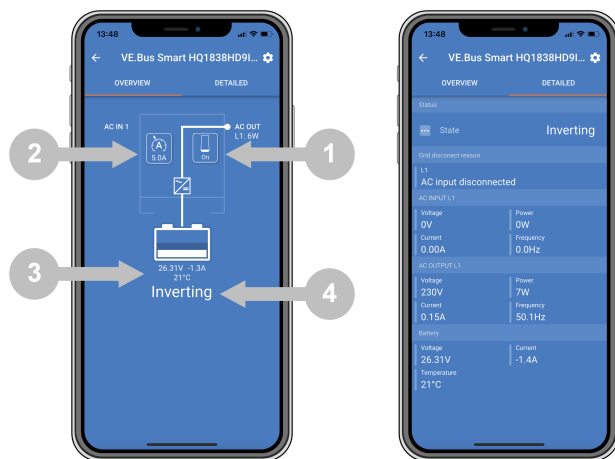 13:48
VE.Bus Smart HQ1838HD9I...
OVERVIEW DETAILED
AC IN 1
AC OUT
L1: 6W
5.0A
On
2
1
3
4
26.31V -1.3A
21°C
Inverting
13:48
VE.Bus Smart HQ1838HD9I...
OVERVIEW DETAILED
Status
State Inverting
Grid disconect reason
L1
AC input disconnected
AC INPUT L1
Voltage Power
0V 0W
Current Frequency
0.00A 0.0Hz
AC OUTPUT L1
Voltage Power
230V 7W
Current Frequency
0.15A 50.1Hz
Battery
Voltage Current
26.31V -1.4A
Temperature
21°C